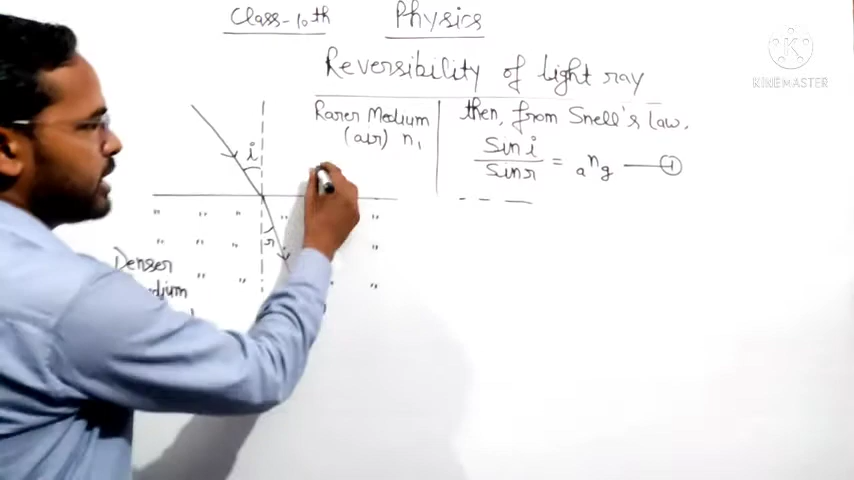 Class-10th Physics
Reversibility of light ray
Rarer Medium
(air) n₁
i
r
Denser
then, from Snell's law.
Sin i
Sin r
= ₐng — ①
KINEMASTER